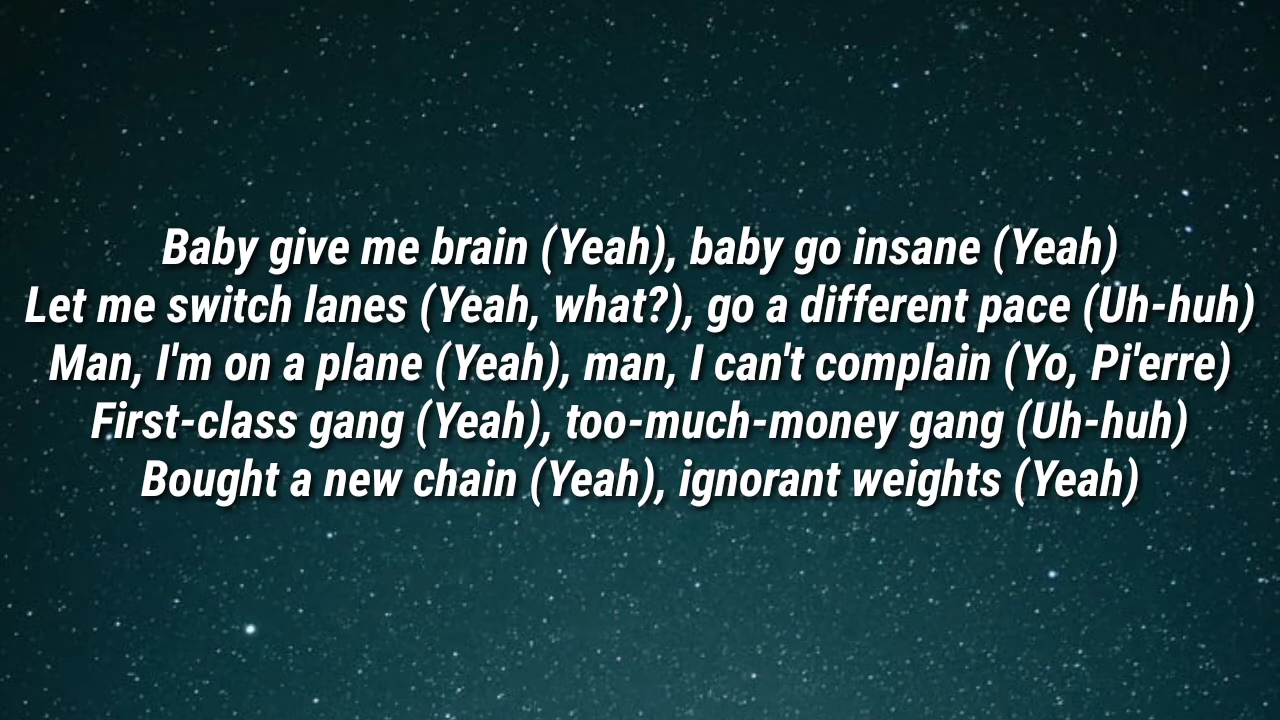 Baby give me brain (Yeah), baby go insane (Yeah)
Let me switch lanes (Yeah, what?), go a different pace (Uh-huh)
Man, I'm on a plane (Yeah), man, I can't complain (Yo, Pi'erre)
First-class gang (Yeah), too-much-money gang (Uh-huh)
Bought a new chain (Yeah), ignorant weights (Yeah)